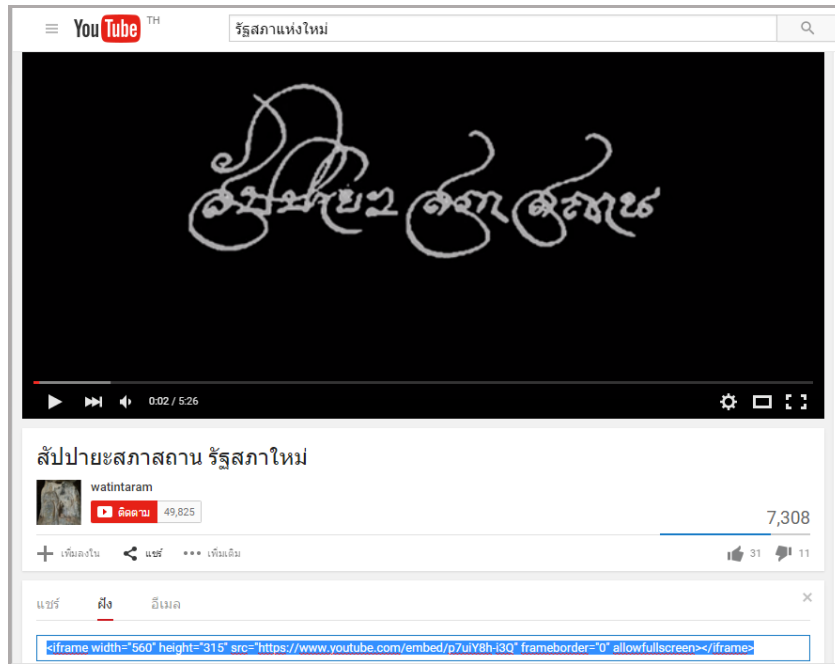 YouTube TH
รัฐสภาแห่งใหม่
สัปปายะ สภา สถาน
0:02 / 5:26
สัปปายะสภาสถาน รัฐสภาใหม่
watintaram
ติดตาม 49,825
7,308
เพิ่มลงใน แชร์ เพิ่มเติม 31 11
แชร์ ฝัง อีเมล
<iframe width="560" height="315" src="https://www.youtube.com/embed/p7uiY8h-i3Q" frameborder="0" allowfullscreen></iframe>